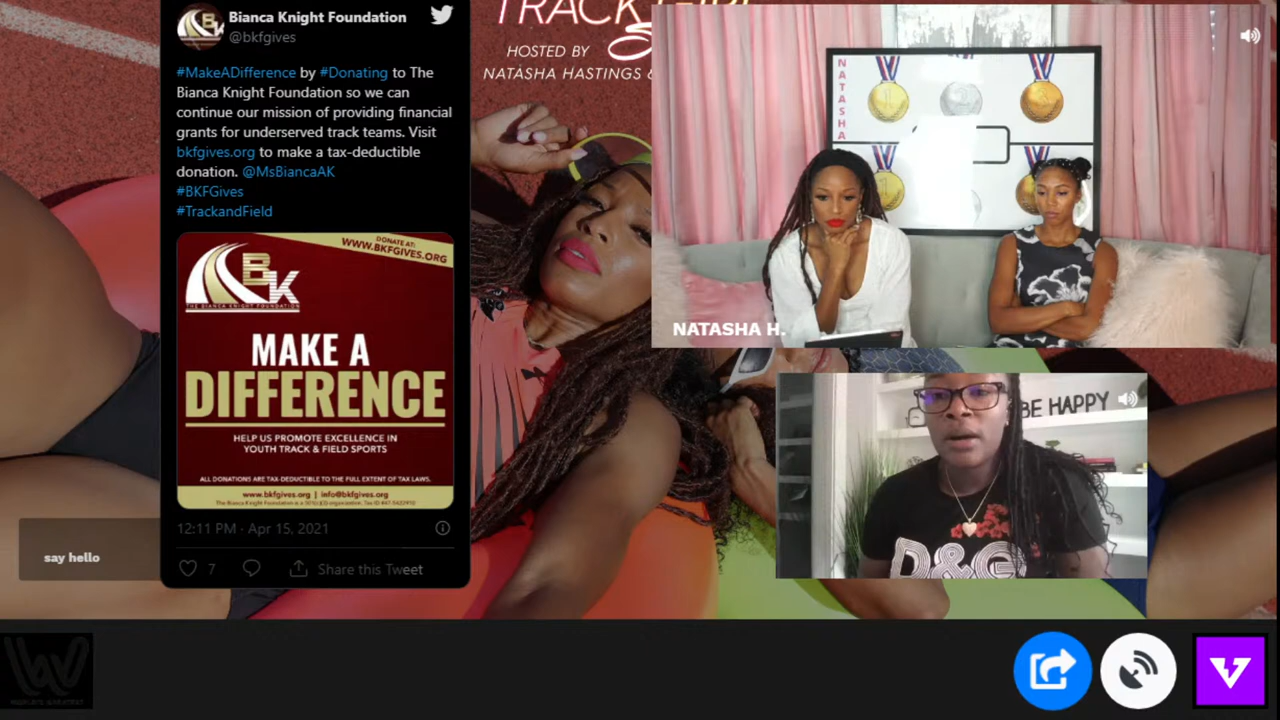 Bianca Knight Foundation
@bkfgives
#MakeADifference by #Donating to The
Bianca Knight Foundation so we can
continue our mission of providing financial
grants for underserved track teams. Visit
bkfgives.org to make a tax-deductible
donation. @MsBiancaAK
#BKFGives
#TrackandField
DONATE AT:
WWW.BKFGIVES.ORG
BK
THE BIANCA KNIGHT FOUNDATION
MAKE A
DIFFERENCE
HELP US PROMOTE EXCELLENCE IN
YOUTH TRACK & FIELD SPORTS
ALL DONATIONS ARE TAX-DEDUCTIBLE TO THE FULL EXTENT OF TAX LAWS.
www.bkfgives.org | info@bkfgives.org
12:11 PM · Apr 15, 2021
7
Share this Tweet
say hello
TRACK
HOSTED BY
NATASHA HASTINGS &
NATASHA
NATASHA H.
BE HAPPY
D&G